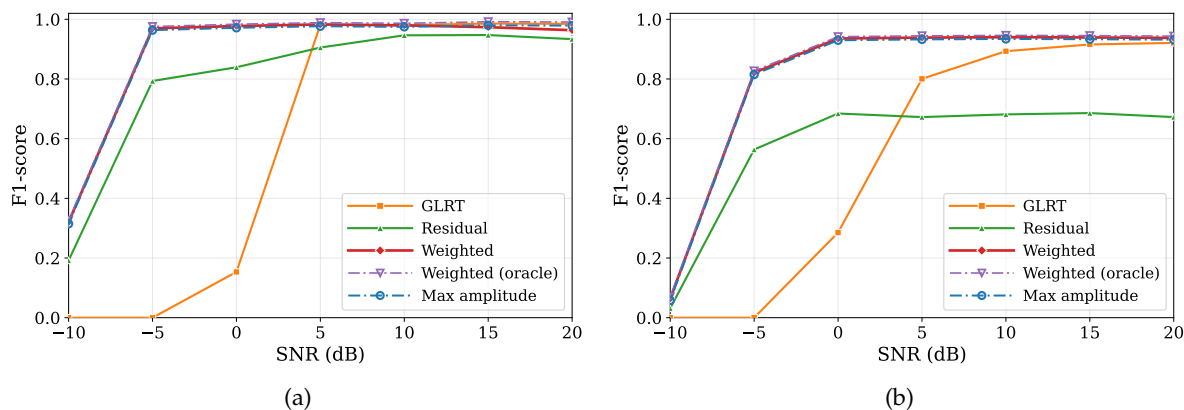 1.0
0.8
0.6
0.4
0.2
0.0
F1-score
−10
−5
0
5
10
15
20
SNR (dB)
GLRT
Residual
Weighted
Weighted (oracle)
Max amplitude
(a)
1.0
0.8
0.6
0.4
0.2
0.0
F1-score
−10
−5
0
5
10
15
20
SNR (dB)
GLRT
Residual
Weighted
Weighted (oracle)
Max amplitude
(b)